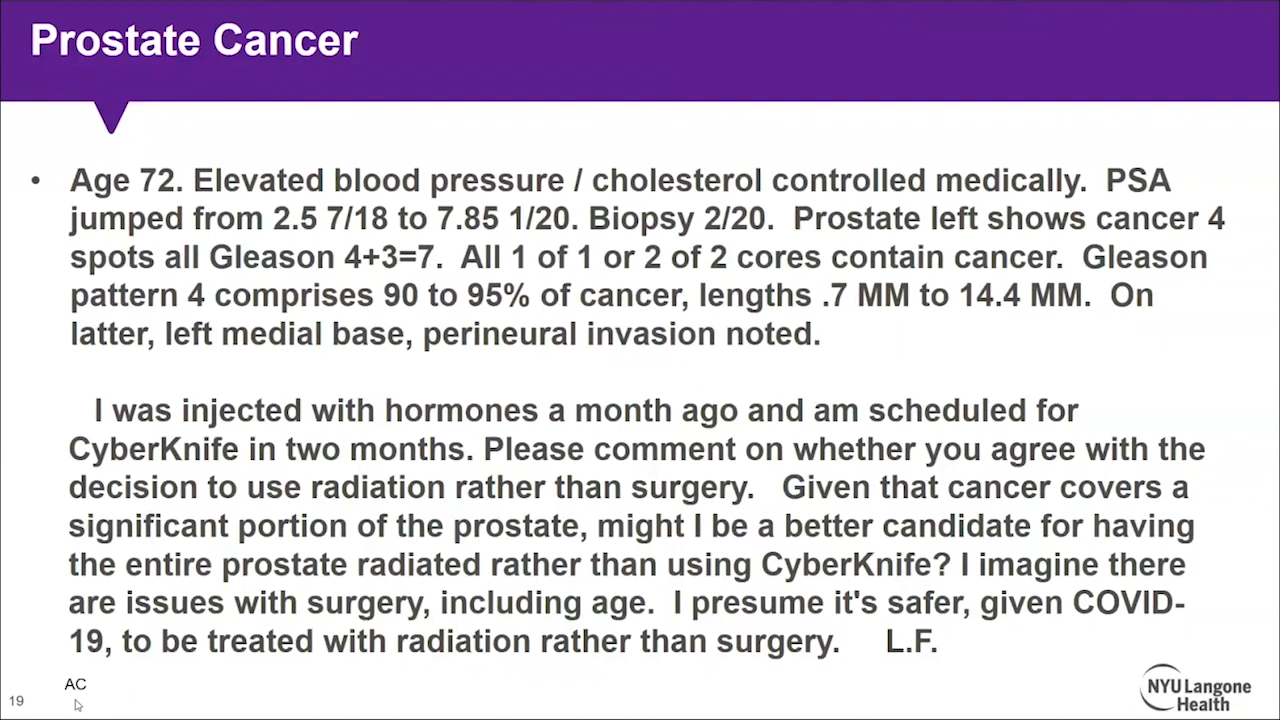 Prostate Cancer
• Age 72. Elevated blood pressure / cholesterol controlled medically. PSA
jumped from 2.5 7/18 to 7.85 1/20. Biopsy 2/20. Prostate left shows cancer 4
spots all Gleason 4+3=7. All 1 of 1 or 2 of 2 cores contain cancer. Gleason
pattern 4 comprises 90 to 95% of cancer, lengths .7 MM to 14.4 MM. On
latter, left medial base, perineural invasion noted.
I was injected with hormones a month ago and am scheduled for
CyberKnife in two months. Please comment on whether you agree with the
decision to use radiation rather than surgery. Given that cancer covers a
significant portion of the prostate, might I be a better candidate for having
the entire prostate radiated rather than using CyberKnife? I imagine there
are issues with surgery, including age. I presume it's safer, given COVID-
19, to be treated with radiation rather than surgery. L.F.
AC
19
NYU Langone
Health